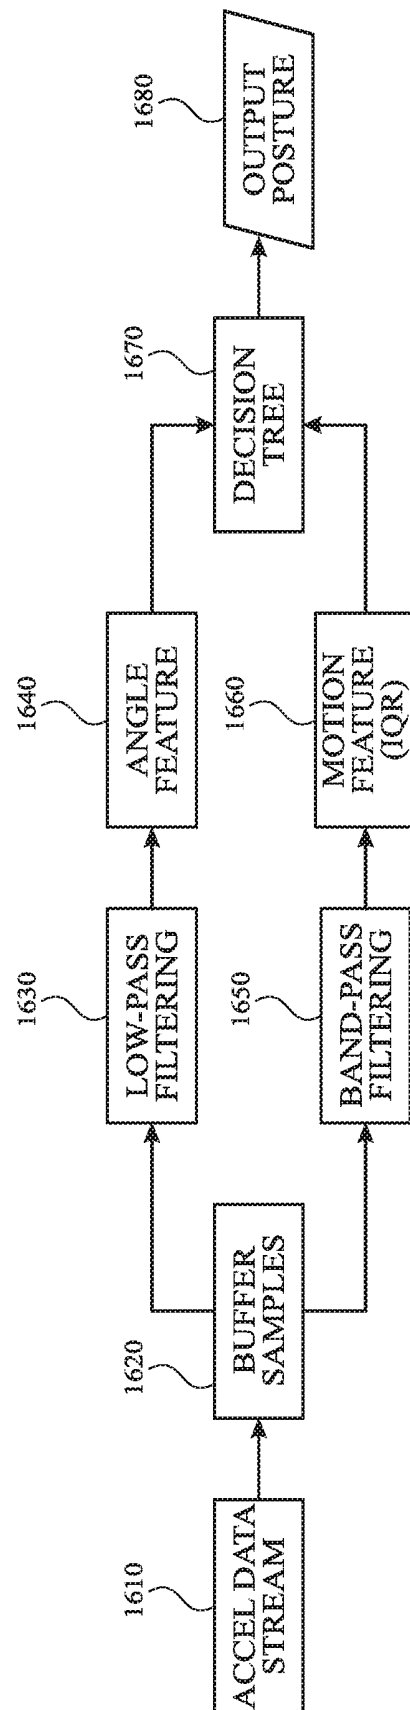 1610
ACCEL DATA
STREAM
1620
BUFFER
SAMPLES
1630
LOW-PASS
FILTERING
1640
ANGLE
FEATURE
1650
BAND-PASS
FILTERING
1660
MOTION
FEATURE
(IQR)
1670
DECISION
TREE
1680
OUTPUT
POSTURE